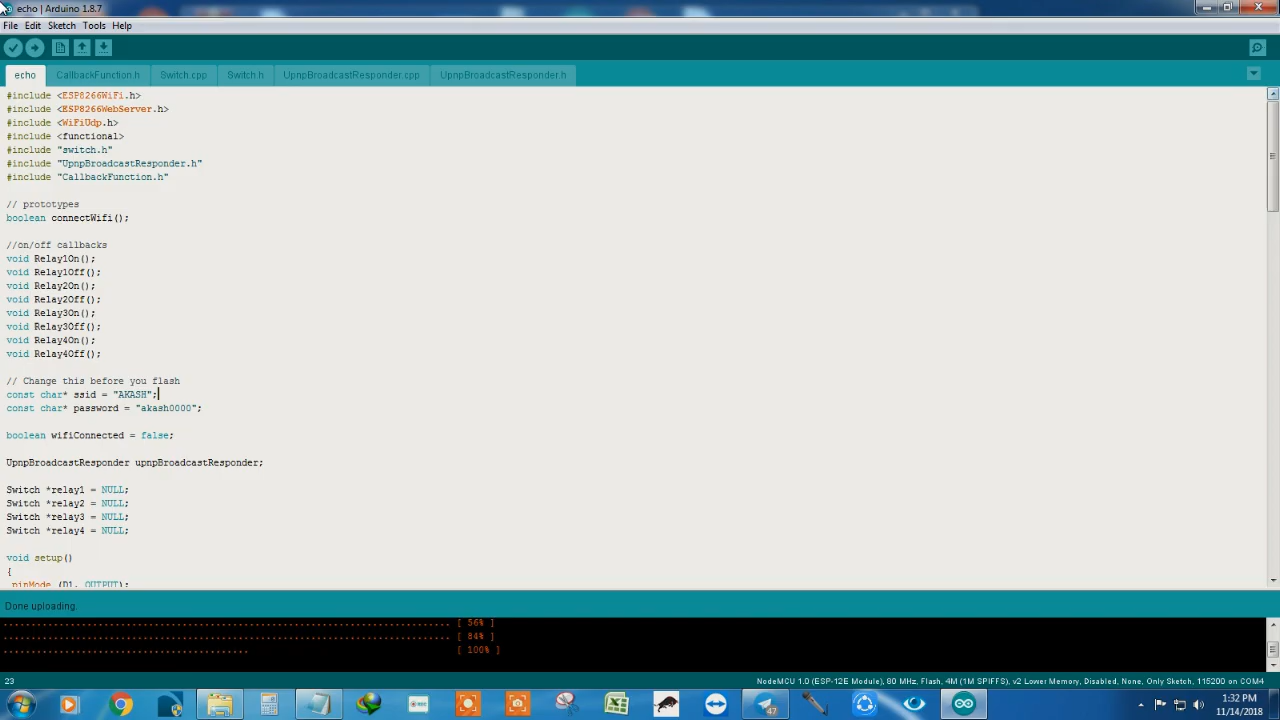 echo | Arduino 1.8.7
File Edit Sketch Tools Help
echo CallbackFunction.h Switch.cpp Switch.h UpnpBroadcastResponder.cpp UpnpBroadcastResponder.h
#include <ESP8266WiFi.h>
#include <ESP8266WebServer.h>
#include <WiFiUdp.h>
#include <functional>
#include "switch.h"
#include "UpnpBroadcastResponder.h"
#include "CallbackFunction.h"
// prototypes
boolean connectWifi();
//on/off callbacks
void Relay1On();
void Relay1Off();
void Relay2On();
void Relay2Off();
void Relay3On();
void Relay3Off();
void Relay4On();
void Relay4Off();
// Change this before you flash
const char* ssid = "AKASH";
const char* password = "akash0000";
boolean wifiConnected = false;
UpnpBroadcastResponder upnpBroadcastResponder;
Switch *relay1 = NULL;
Switch *relay2 = NULL;
Switch *relay3 = NULL;
Switch *relay4 = NULL;
void setup()
{
pinMode (D1, OUTPUT);
Done uploading.
................................................................................ [ 56% ]
................................................................................ [ 84% ]
............................................ [ 100% ]
23 NodeMCU 1.0 (ESP-12E Module), 80 MHz, Flash, 4M (1M SPIFFS), v2 Lower Memory, Disabled, None, Only Sketch, 115200 on COM4
47
1:32 PM
11/14/2018